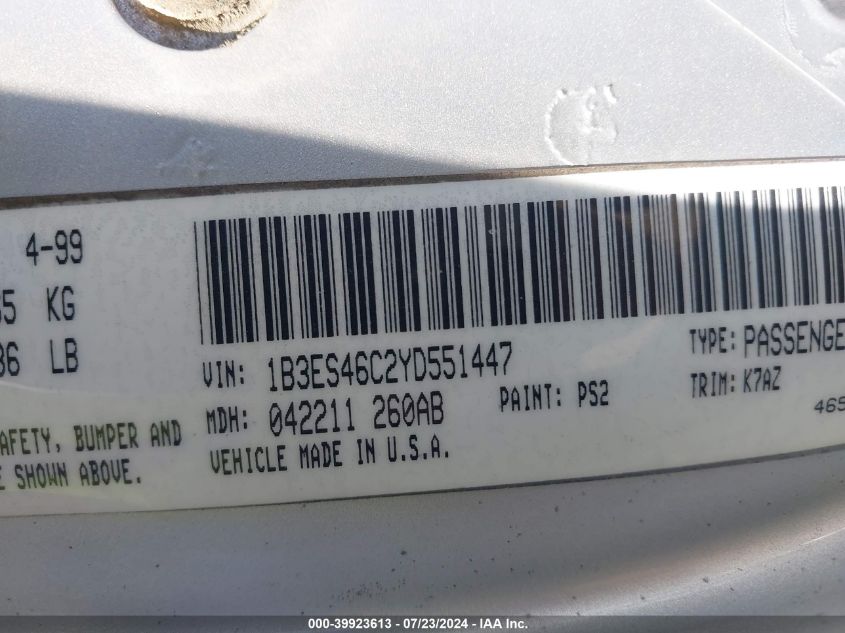 4-99
KG
LB
AFETY, BUMPER AND
E SHOWN ABOVE.
VIN: 1B3ES46C2YD551447
MDH: 042211 260AB
PAINT: PS2
VEHICLE MADE IN U.S.A.
TYPE: PASSENGE
TRIM: K7AZ
465
000-39923613 - 07/23/2024 - IAA Inc.